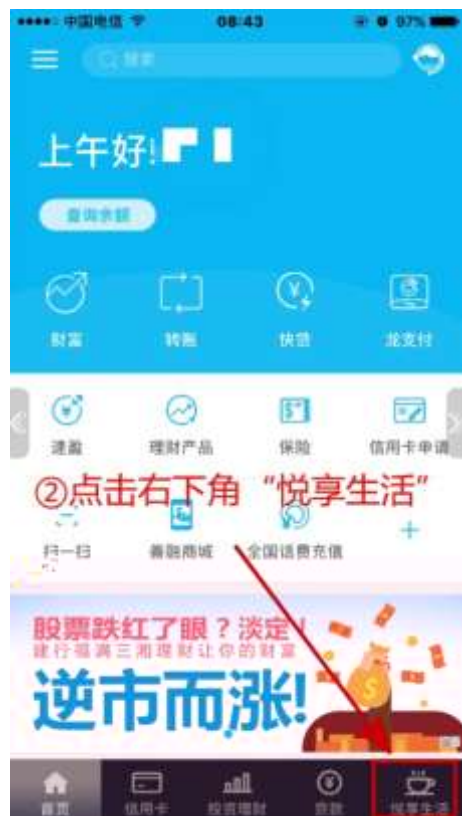 中国电信 08:43 97%
搜索
上午好!
查询余额
财富 转账 快贷 龙支付
速盈 理财产品 保险 信用卡申请
②点击右下角“悦享生活”
扫一扫 善融商城 全国话费充值
股票跌红了眼？淡定！
建行福满三湘理财让你的财富
逆市而涨!
首页 信用卡 投资理财 贷款 悦享生活